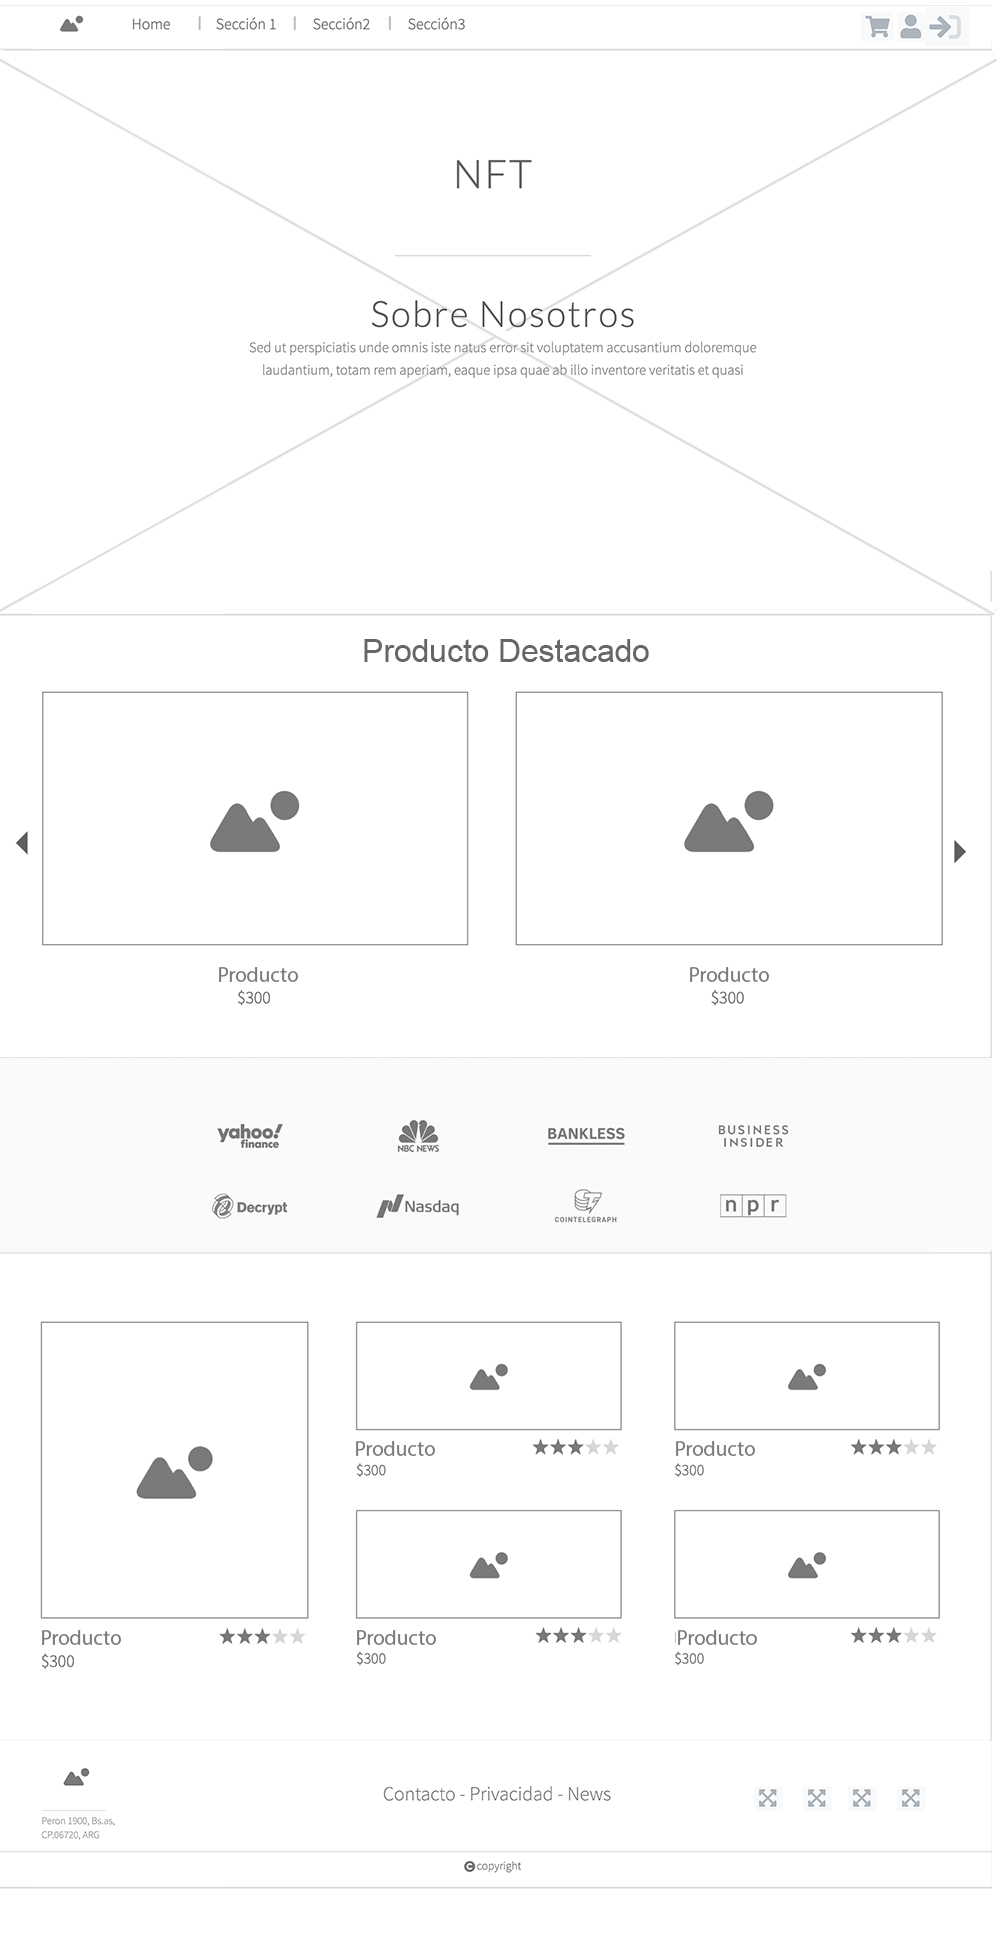 Home | Sección 1 | Sección2 | Sección3
NFT
Sobre Nosotros
Sed ut perspiciatis unde omnis iste natus error sit voluptatem accusantium doloremque
laudantium, totam rem aperiam, eaque ipsa quae ab illo inventore veritatis et quasi
Producto Destacado
Producto
$300
Producto
$300
yahoo!
finance
NBC NEWS
BANKLESS
BUSINESS
INSIDER
Decrypt
Nasdaq
COINTELEGRAPH
npr
Producto
$300
Producto
$300
Producto
$300
Producto
$300
Producto
$300
Peron 1900, Bs.as,
CP.06720, ARG
Contacto - Privacidad - News
copyright